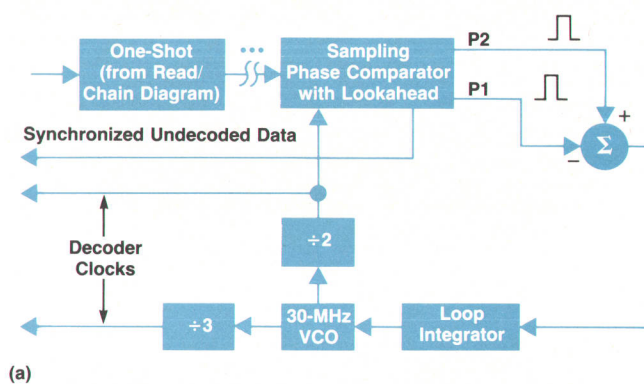 One-Shot
(from Read/
Chain Diagram)
•••
Sampling
Phase Comparator
with Lookahead
P2
P1
+
−
Σ
Synchronized Undecoded Data
Decoder
Clocks
÷2
÷3
30-MHz
VCO
Loop
Integrator
(a)